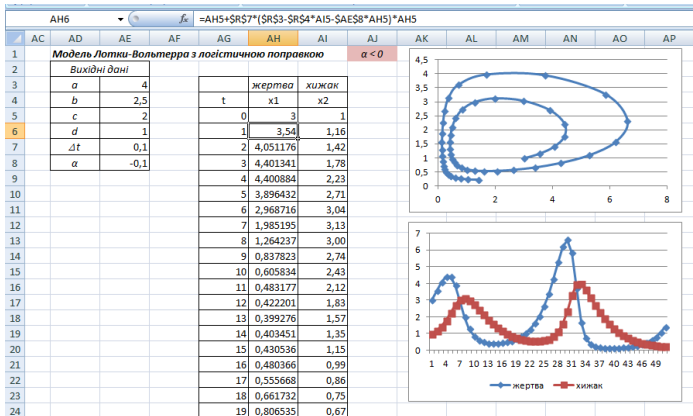 AH6 fx =AH5+$R$7*($R$3-$R$4*AI5-$AE$8*AH5)*AH5
AC AD AE AF AG AH AI AJ AK AL AM AN AO AP
1 Модель Лотки-Вольтерра з логістичною поправкою α < 0
2 Вихідні дані
3 a 4 жертва хижак
4 b 2,5 t x1 x2
5 c 2 0 3 1
6 d 1 1 3,54 1,16
7 Δt 0,1 2 4,051176 1,42
8 α -0,1 3 4,401341 1,78
9 4 4,400884 2,23
10 5 3,896432 2,71
11 6 2,968716 3,04
12 7 1,985195 3,13
13 8 1,264237 3,00
14 9 0,837823 2,74
15 10 0,605834 2,43
16 11 0,483177 2,12
17 12 0,422201 1,83
18 13 0,399276 1,57
19 14 0,403451 1,35
20 15 0,430536 1,15
21 16 0,480366 0,99
22 17 0,555668 0,86
23 18 0,661732 0,75
24 19 0,806535 0,67
4,5
4
3,5
3
2,5
2
1,5
1
0,5
0
0 2 4 6 8
7
6
5
4
3
2
1
0
1 4 7 10 13 16 19 22 25 28 31 34 37 40 43 46 49
жертва хижак